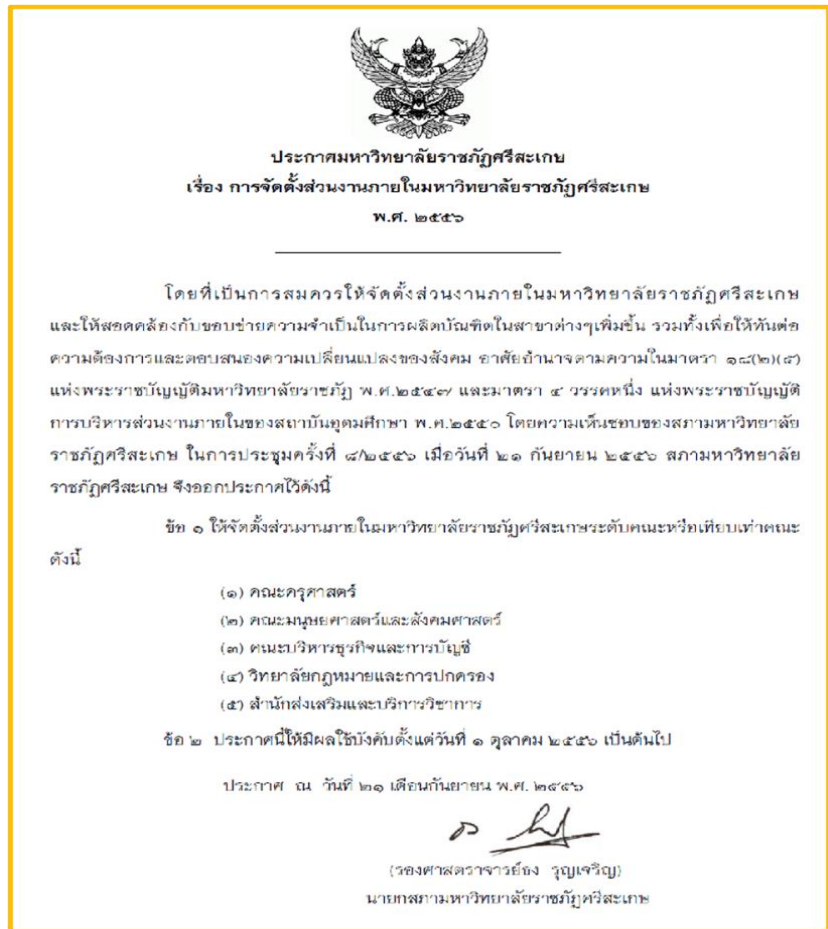 ประกาศมหาวิทยาลัยราชภัฏศรีสะเกษ
เรื่อง การจัดตั้งส่วนงานภายในมหาวิทยาลัยราชภัฏศรีสะเกษ
พ.ศ. ๒๕๕๖
โดยที่เป็นการสมควรให้จัดตั้งส่วนงานภายในมหาวิทยาลัยราชภัฏศรีสะเกษ
และให้สอดคล้องกับขอบข่ายความจำเป็นในการผลิตบัณฑิตในสาขาต่างๆเพิ่มขึ้น รวมทั้งเพื่อให้ทันต่อ
ความต้องการและตอบสนองความเปลี่ยนแปลงของสังคม อาศัยอำนาจตามความในมาตรา ๑๘(๒)(๔)
แห่งพระราชบัญญัติมหาวิทยาลัยราชภัฏ พ.ศ.๒๕๔๗ และมาตรา ๔ วรรคหนึ่ง แห่งพระราชบัญญัติ
การบริหารส่วนงานภายในของสถาบันอุดมศึกษา พ.ศ.๒๕๕๐ โดยความเห็นชอบของสภามหาวิทยาลัย
ราชภัฏศรีสะเกษ ในการประชุมครั้งที่ ๘/๒๕๕๖ เมื่อวันที่ ๒๑ กันยายน ๒๕๕๖ สภามหาวิทยาลัย
ราชภัฏศรีสะเกษ จึงออกประกาศไว้ดังนี้
ข้อ ๑ ให้จัดตั้งส่วนงานภายในมหาวิทยาลัยราชภัฏศรีสะเกษระดับคณะหรือเทียบเท่าคณะ
ดังนี้
(๑) คณะครุศาสตร์
(๒) คณะมนุษยศาสตร์และสังคมศาสตร์
(๓) คณะบริหารธุรกิจและการบัญชี
(๔) วิทยาลัยกฎหมายและการปกครอง
(๕) สำนักส่งเสริมและบริการวิชาการ
ข้อ ๒ ประกาศนี้ให้มีผลใช้บังคับตั้งแต่วันที่ ๑ ตุลาคม ๒๕๕๖ เป็นต้นไป
ประกาศ ณ วันที่ ๒๑ เดือนกันยายน พ.ศ. ๒๕๕๖
(รองศาสตราจารย์ธง รุญเจริญ)
นายกสภามหาวิทยาลัยราชภัฏศรีสะเกษ